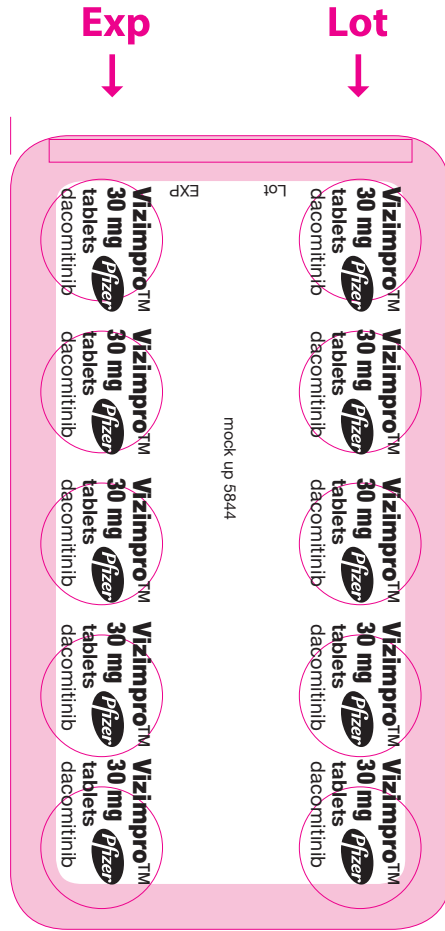 Exp
Lot
EXP
Lot
Vizimpro™
30 mg
tablets
Pfizer
dacomitinib
Vizimpro™
30 mg
tablets
Pfizer
dacomitinib
Vizimpro™
30 mg
tablets
Pfizer
dacomitinib
Vizimpro™
30 mg
tablets
Pfizer
dacomitinib
mock up 5844
Vizimpro™
30 mg
tablets
Pfizer
dacomitinib
Vizimpro™
30 mg
tablets
Pfizer
dacomitinib
Vizimpro™
30 mg
tablets
Pfizer
dacomitinib
Vizimpro™
30 mg
tablets
Pfizer
dacomitinib
Vizimpro™
30 mg
tablets
Pfizer
dacomitinib
Vizimpro™
30 mg
tablets
Pfizer
dacomitinib